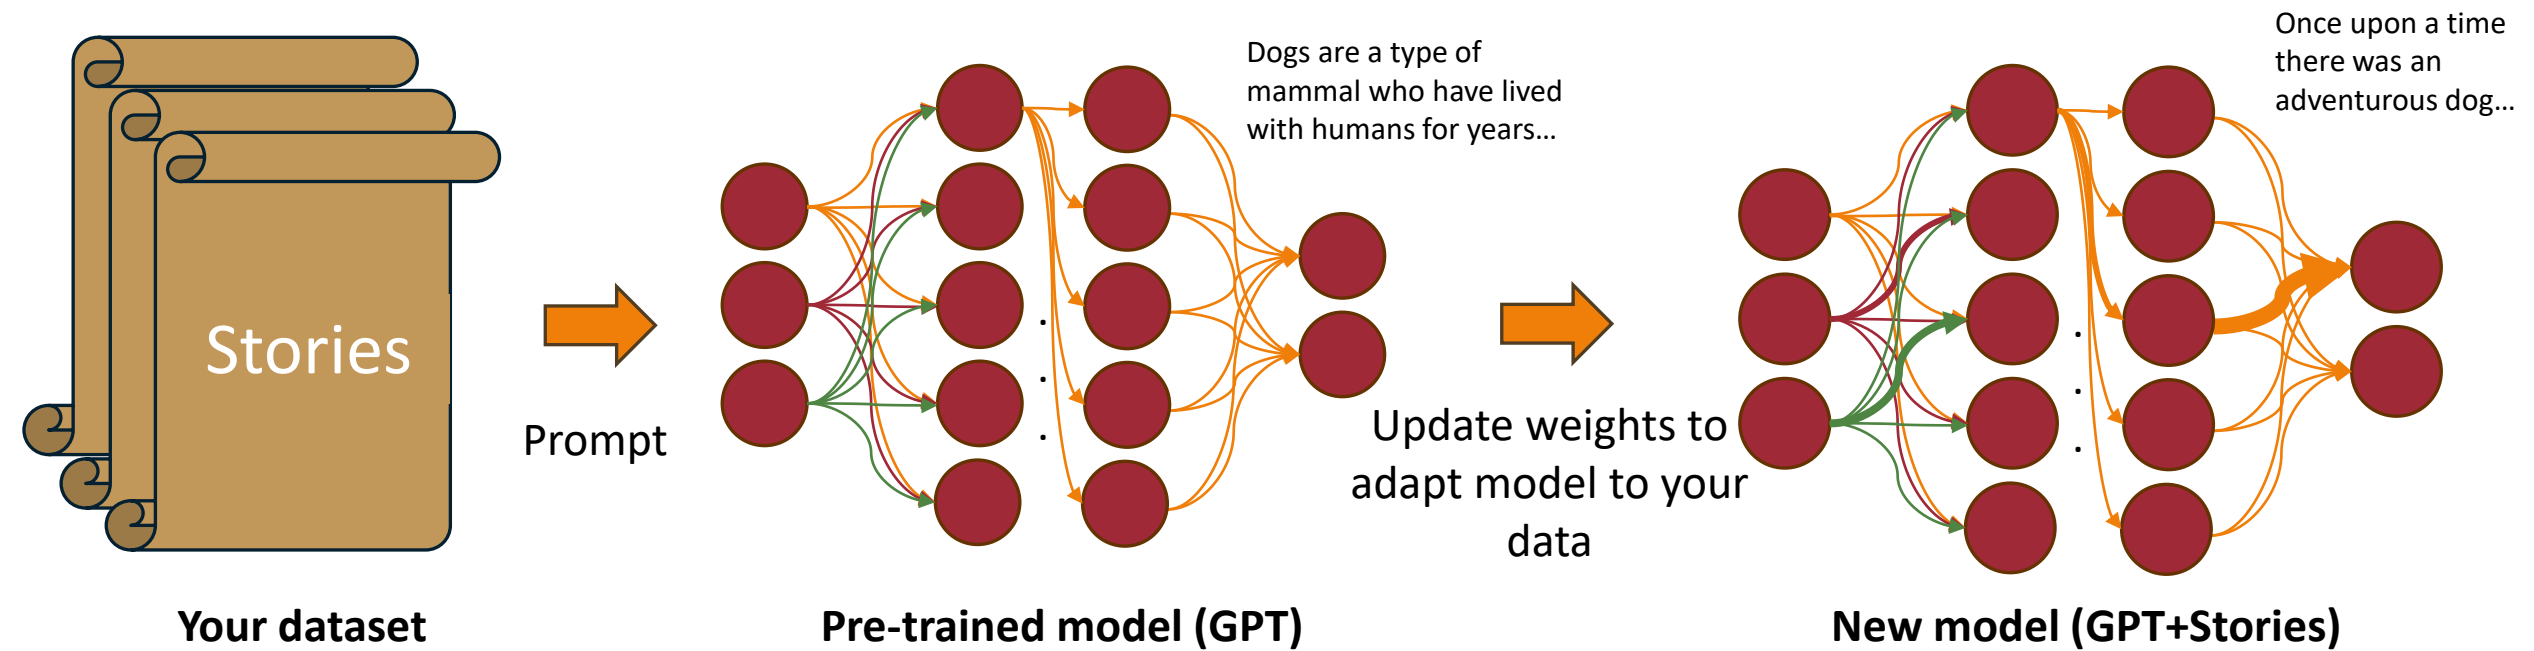 Stories
Prompt
Your dataset
Dogs are a type of
mammal who have lived
with humans for years…
Pre-trained model (GPT)
Update weights to
adapt model to your
data
Once upon a time
there was an
adventurous dog…
New model (GPT+Stories)